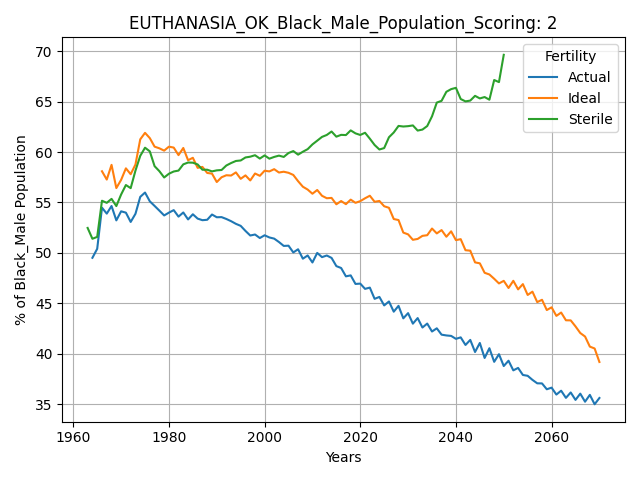 EUTHANASIA_OK_Black_Male_Population_Scoring: 2
% of Black_Male Population
70
65
60
55
50
45
40
35
Fertility
Actual
Ideal
Sterile
1960
1980
2000
2020
2040
2060
Years